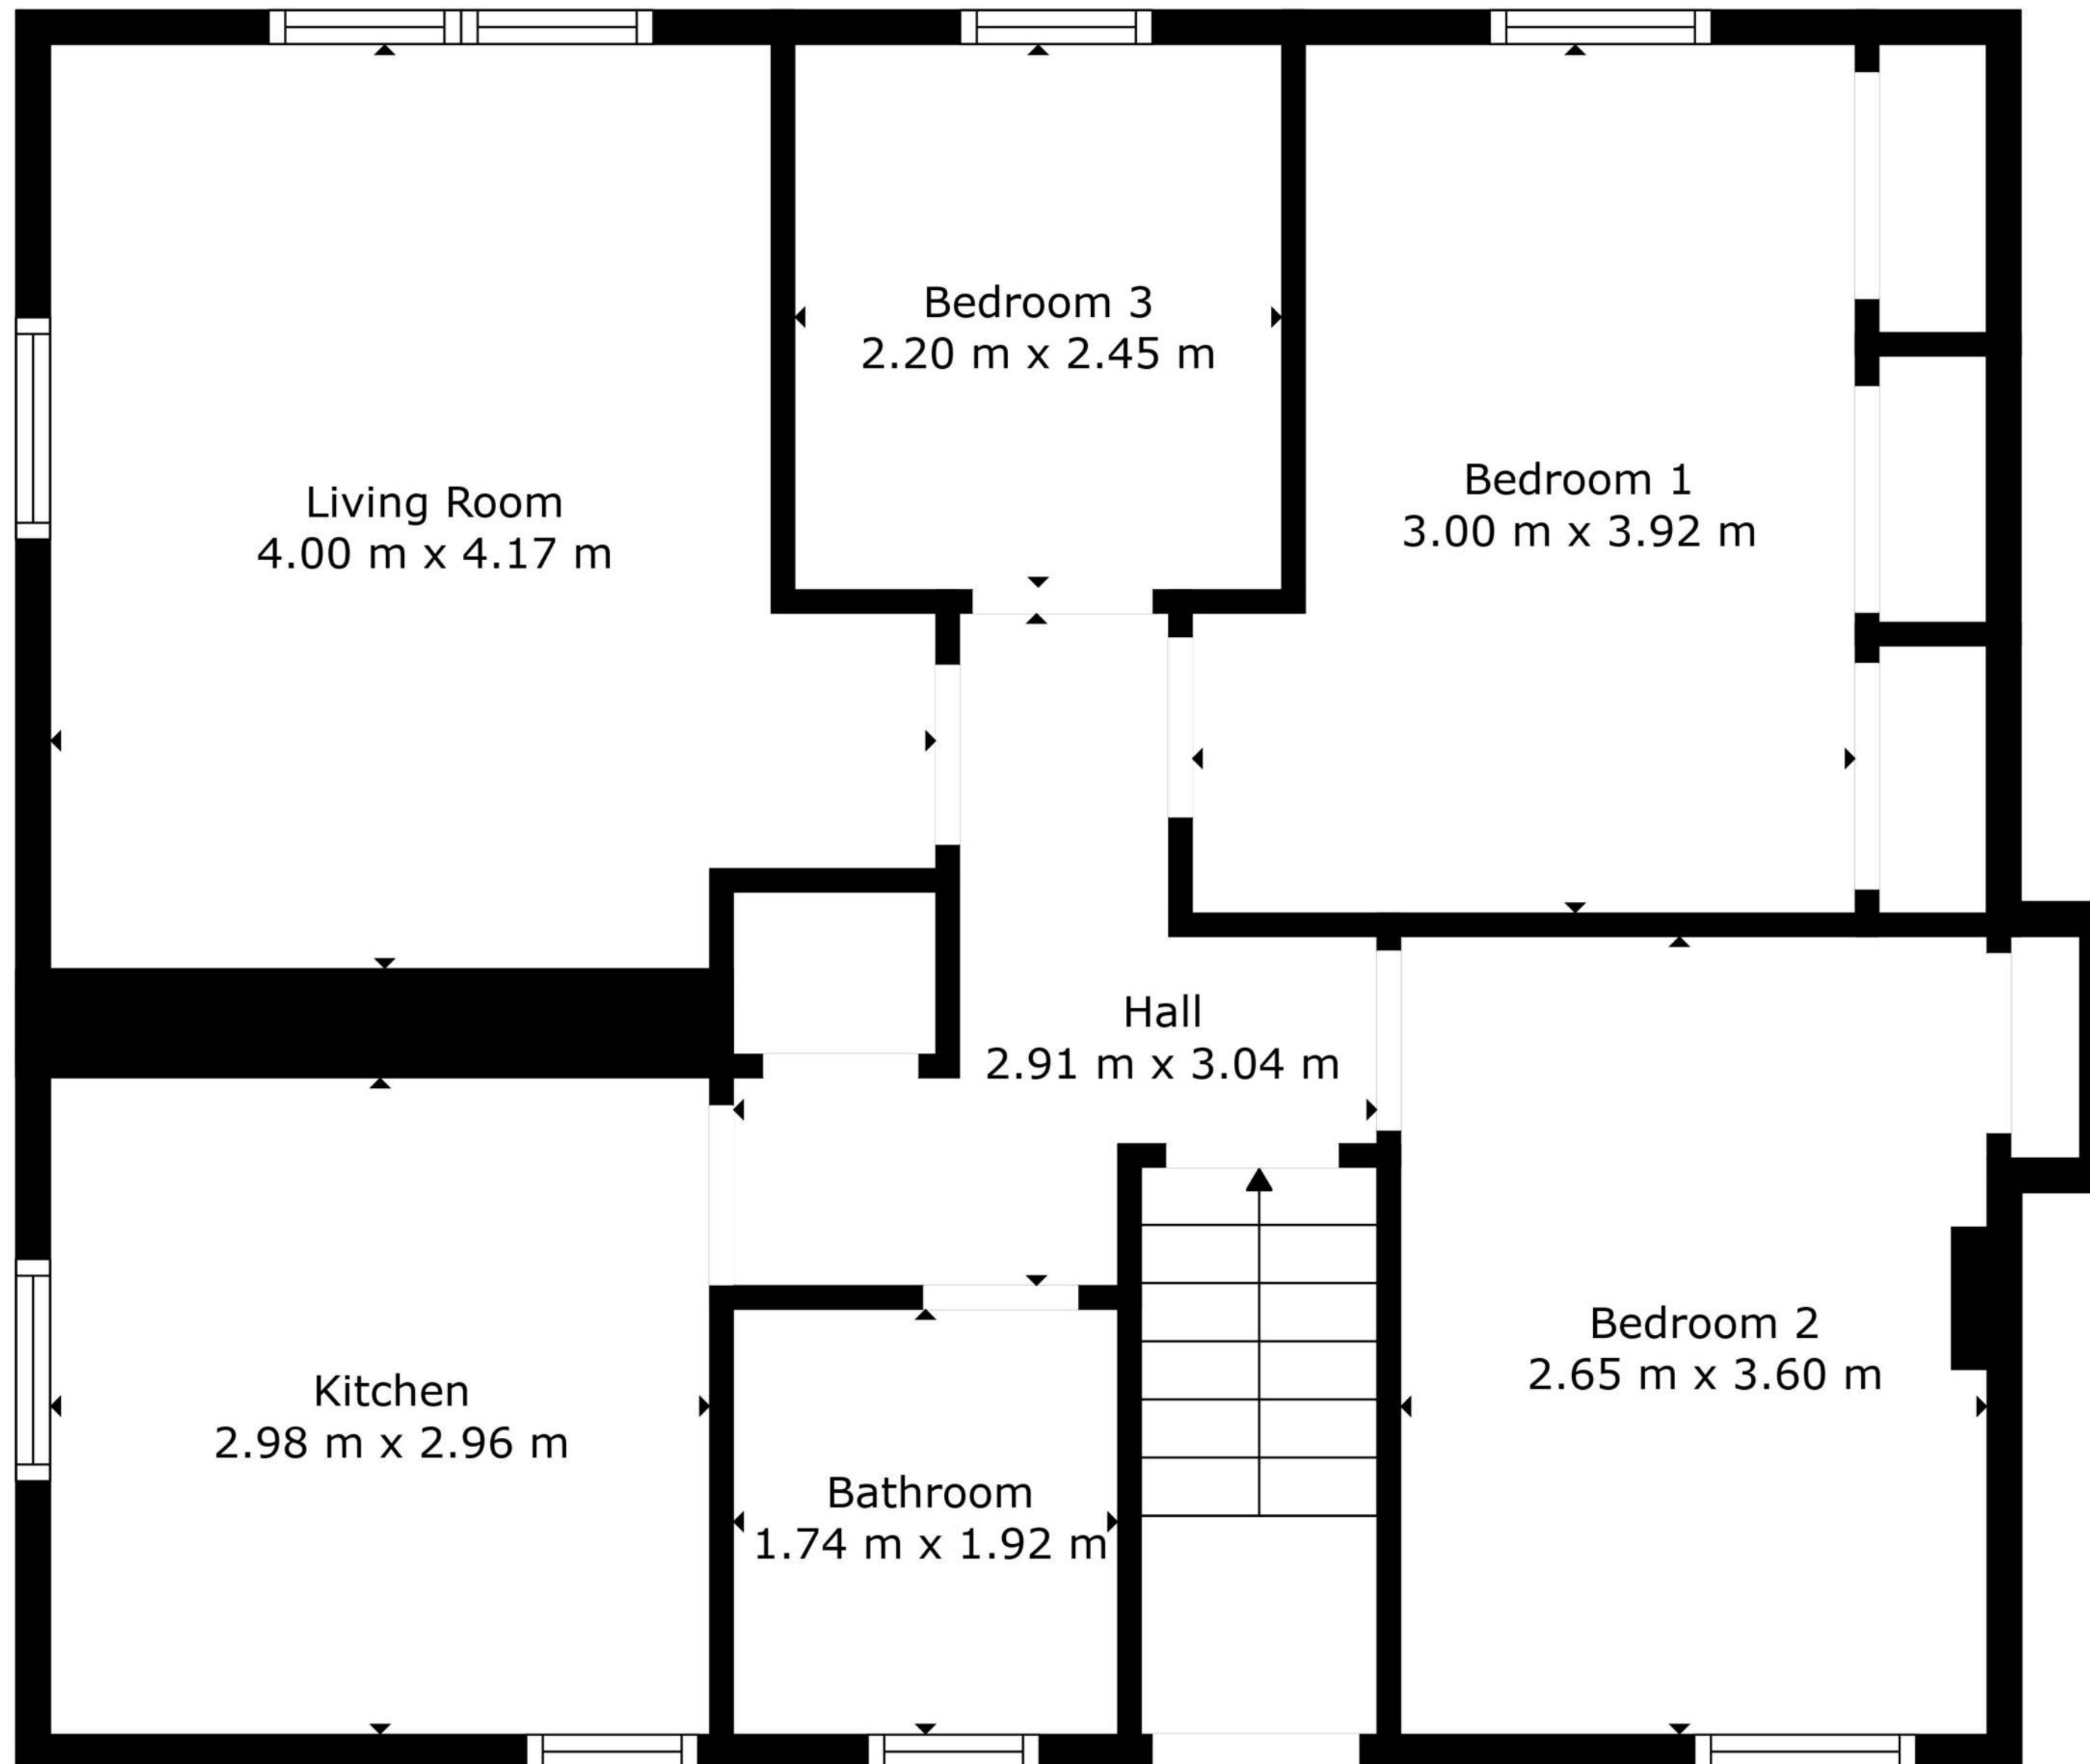 Bedroom 3
2.20 m x 2.45 m
Living Room
4.00 m x 4.17 m
Bedroom 1
3.00 m x 3.92 m
Hall
2.91 m x 3.04 m
Kitchen
2.98 m x 2.96 m
Bathroom
1.74 m x 1.92 m
Bedroom 2
2.65 m x 3.60 m